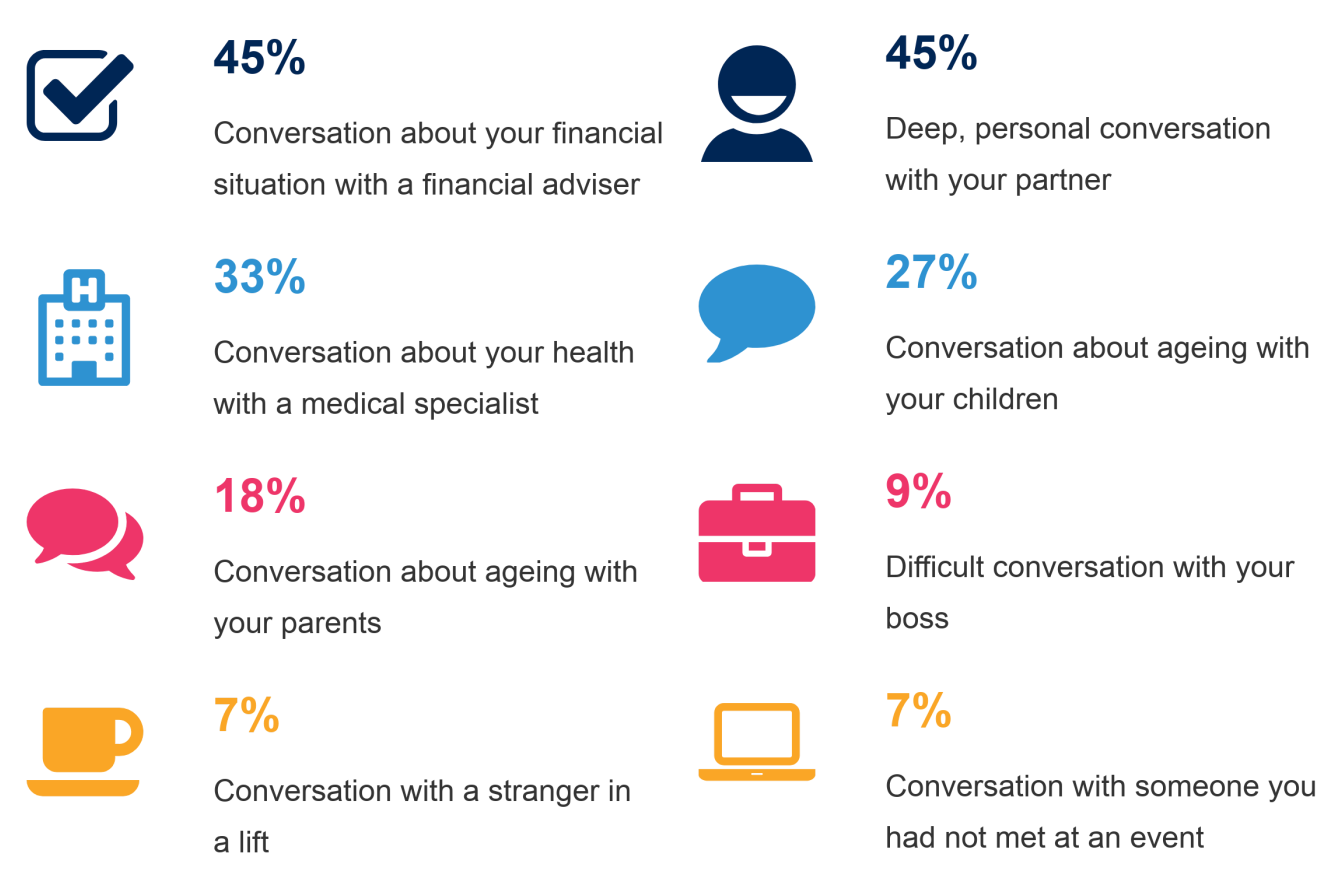 45%
Conversation about your financial
situation with a financial adviser
45%
Deep, personal conversation
with your partner
33%
Conversation about your health
with a medical specialist
27%
Conversation about ageing with
your children
18%
Conversation about ageing with
your parents
9%
Difficult conversation with your
boss
7%
Conversation with a stranger in
a lift
7%
Conversation with someone you
had not met at an event
H